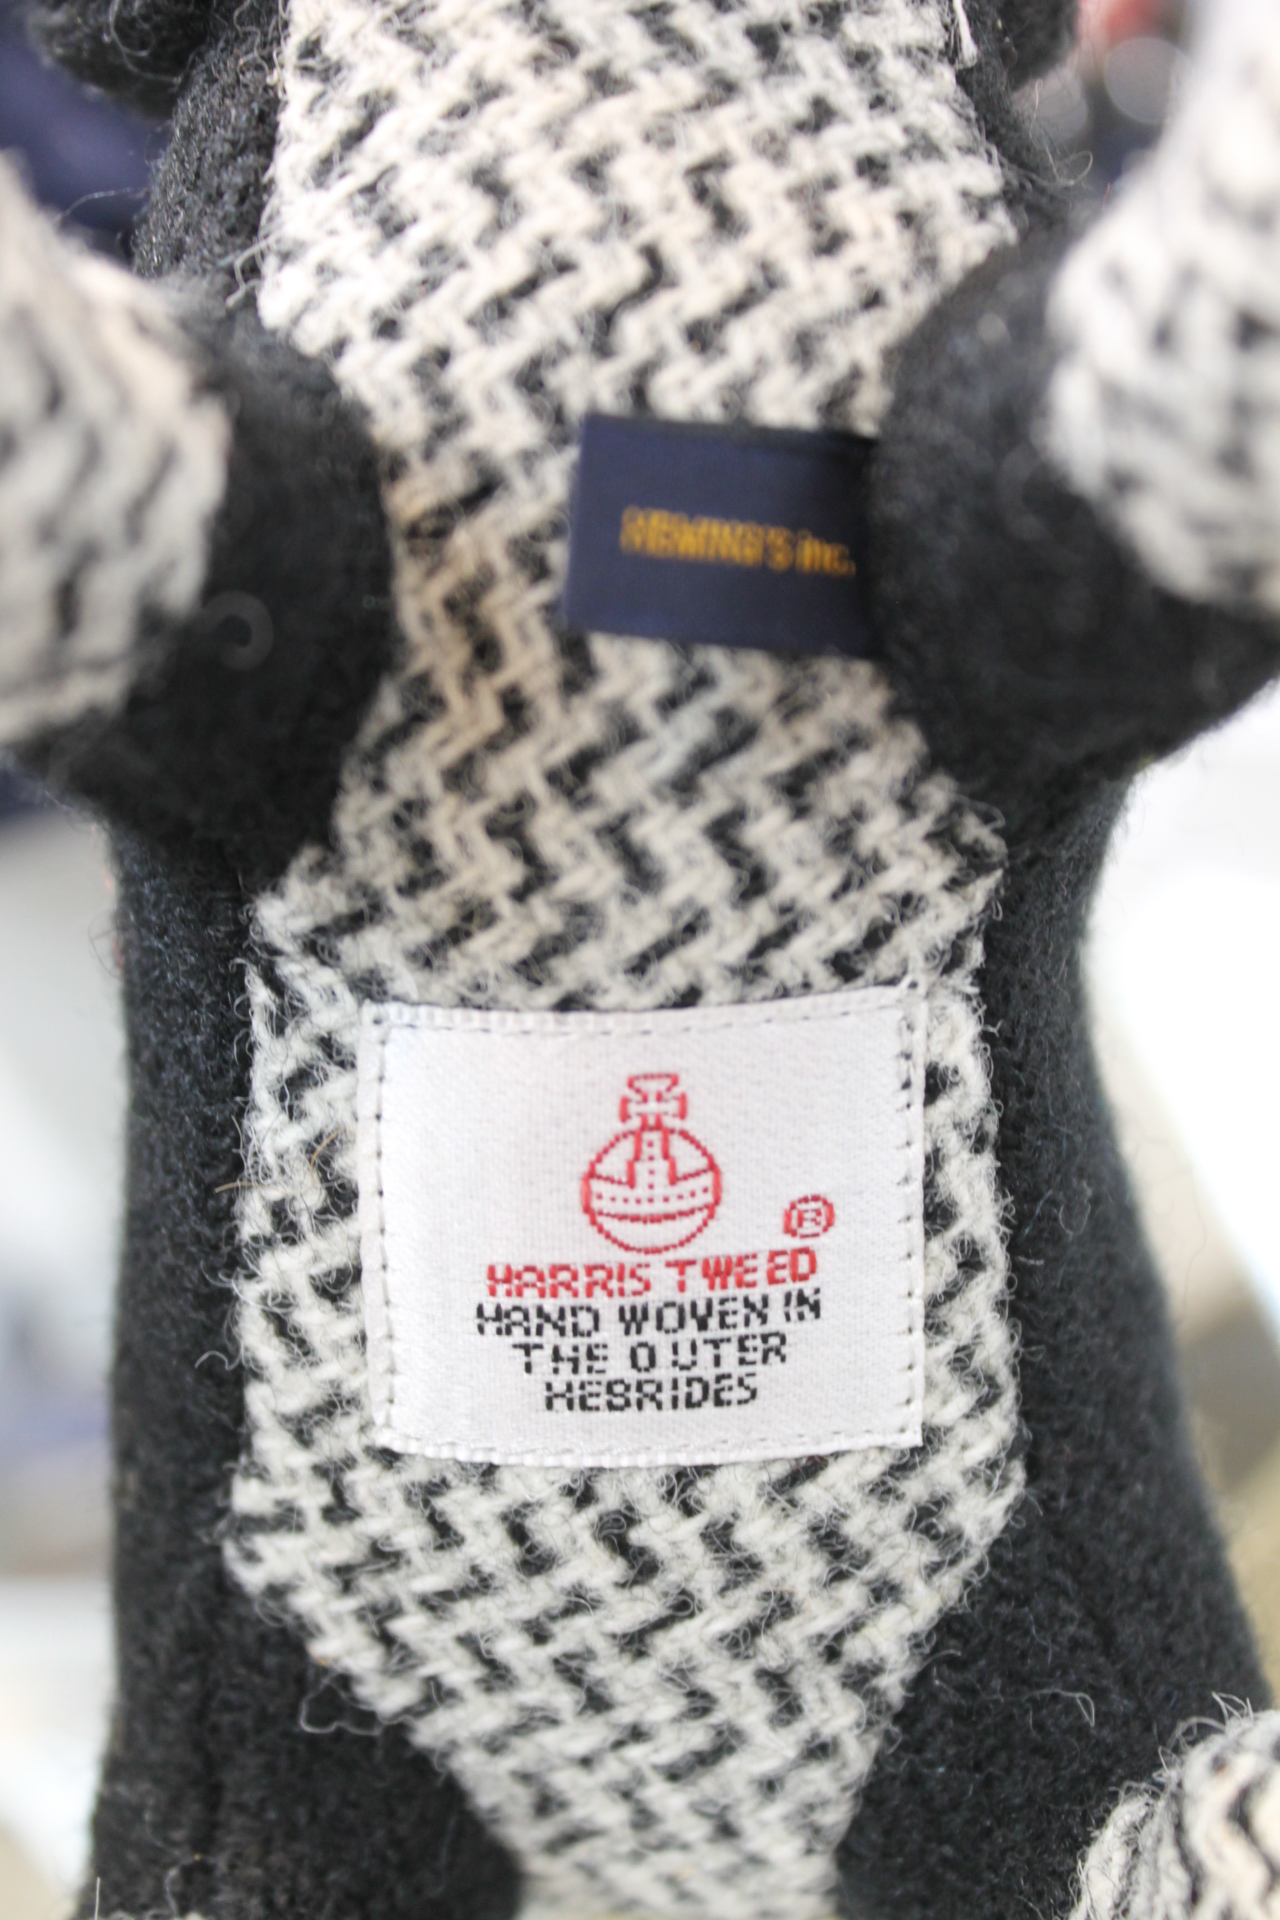 HEMING'S inc.
®
HARRIS TWEED
HAND WOVEN IN
THE OUTER
HEBRIDES